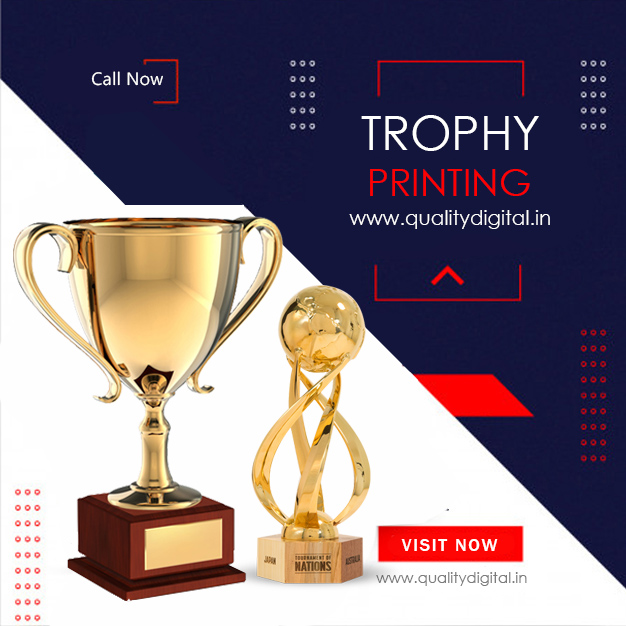 Call Now
TROPHY
PRINTING
www.qualitydigital.in
JAPAN
TOURNAMENT OF
NATIONS
AUSTRALIA
VISIT NOW
www.qualitydigital.in